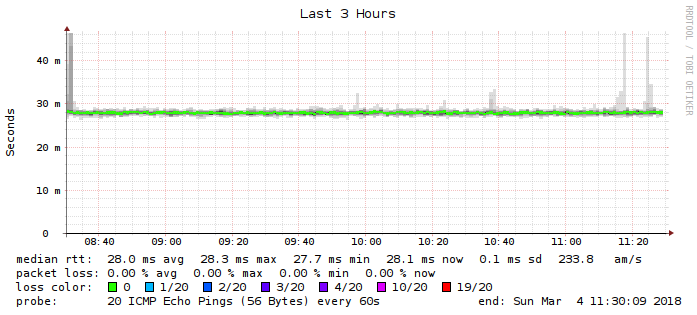 Last 3 Hours
RRDTOOL / TOBI OETIKER
Seconds
40 m
30 m
20 m
10 m
0
08:40 09:00 09:20 09:40 10:00 10:20 10:40 11:00 11:20
median rtt: 28.0 ms avg 28.3 ms max 27.7 ms min 28.1 ms now 0.1 ms sd 233.8 am/s
packet loss: 0.00 % avg 0.00 % max 0.00 % min 0.00 % now
loss color: 0 1/20 2/20 3/20 4/20 10/20 19/20
probe: 20 ICMP Echo Pings (56 Bytes) every 60s end: Sun Mar 4 11:30:09 2018